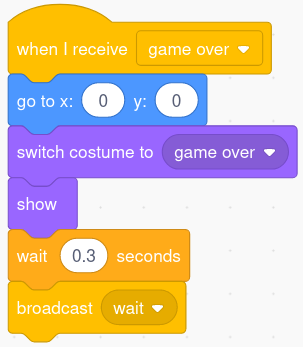 when I receive game over
go to x: 0 y: 0
switch costume to game over
show
wait 0.3 seconds
broadcast wait